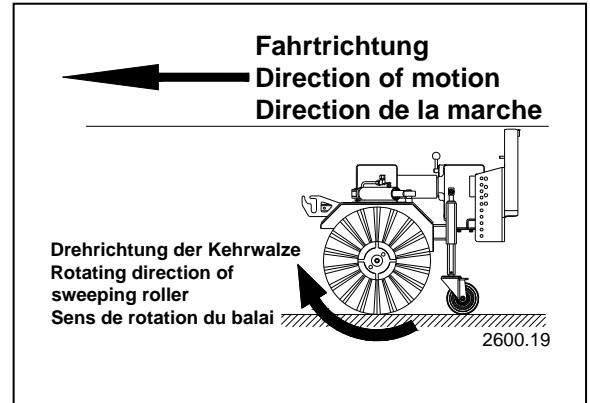 Fahrtrichtung
Direction of motion
Direction de la marche
Drehrichtung der Kehrwalze
Rotating direction of
sweeping roller
Sens de rotation du balai
2600.19